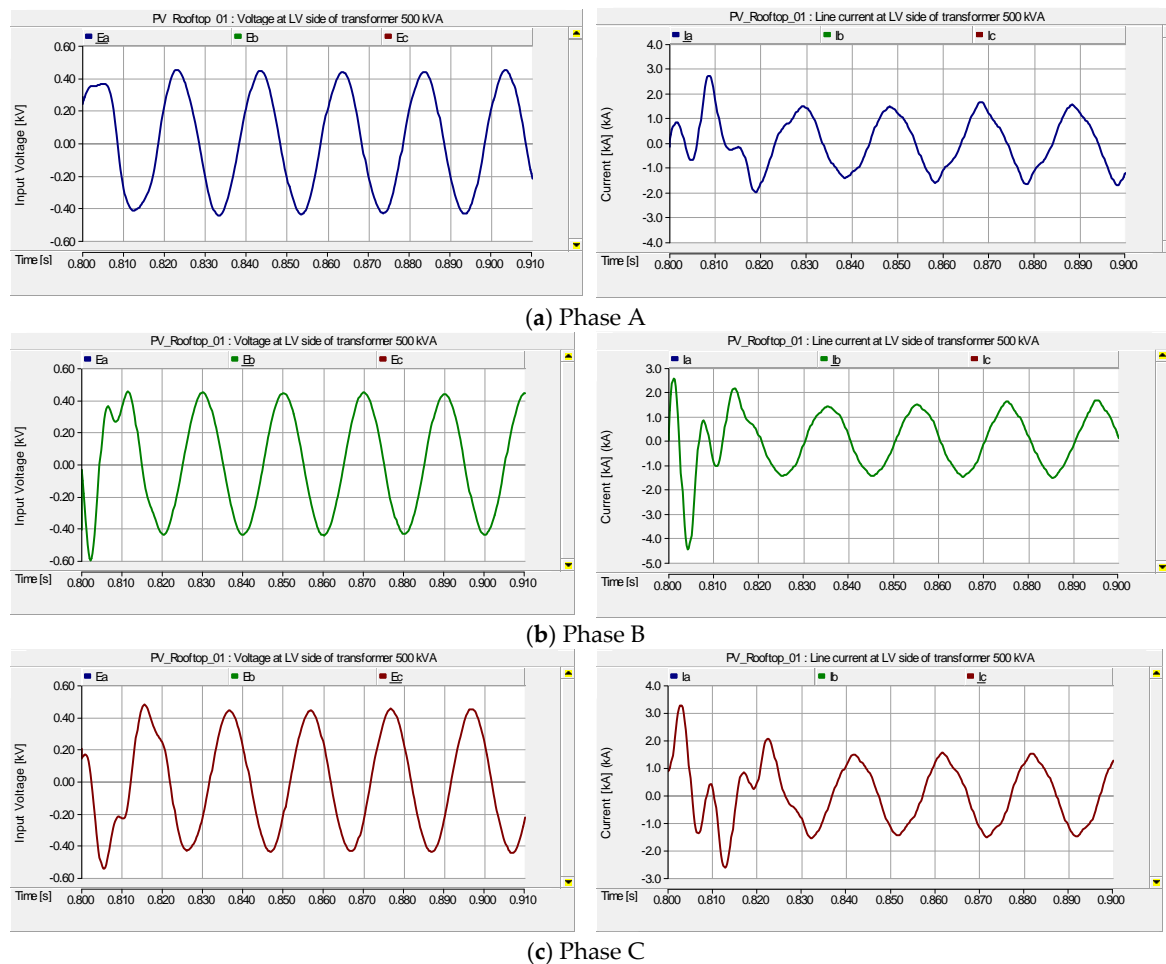 PV_Rooftop_01 : Voltage at LV side of transformer 500 kVA
Ea Eb Ec
Input Voltage [kV]
0.60
0.40
0.20
0.00
-0.20
-0.40
-0.60
Time [s] 0.800 0.810 0.820 0.830 0.840 0.850 0.860 0.870 0.880 0.890 0.900 0.910
PV_Rooftop_01 : Line current at LV side of transformer 500 kVA
Ia Ib Ic
Current [kA] (kA)
4.0
3.0
2.0
1.0
0.0
-1.0
-2.0
-3.0
-4.0
Time [s] 0.800 0.810 0.820 0.830 0.840 0.850 0.860 0.870 0.880 0.890 0.900
(a) Phase A
PV_Rooftop_01 : Voltage at LV side of transformer 500 kVA
Ea Eb Ec
Input Voltage [kV]
0.60
0.40
0.20
0.00
-0.20
-0.40
-0.60
Time [s] 0.800 0.810 0.820 0.830 0.840 0.850 0.860 0.870 0.880 0.890 0.900 0.910
PV_Rooftop_01 : Line current at LV side of transformer 500 kVA
Ia Ib Ic
Current [kA] (kA)
3.0
2.0
1.0
0.0
-1.0
-2.0
-3.0
-4.0
-5.0
Time [s] 0.800 0.810 0.820 0.830 0.840 0.850 0.860 0.870 0.880 0.890 0.900
(b) Phase B
PV_Rooftop_01 : Voltage at LV side of transformer 500 kVA
Ea Eb Ec
Input Voltage [kV]
0.60
0.40
0.20
0.00
-0.20
-0.40
-0.60
Time [s] 0.800 0.810 0.820 0.830 0.840 0.850 0.860 0.870 0.880 0.890 0.900 0.910
PV_Rooftop_01 : Line current at LV side of transformer 500 kVA
Ia Ib Ic
Current [kA] (kA)
4.0
3.0
2.0
1.0
0.0
-1.0
-2.0
-3.0
Time [s] 0.800 0.810 0.820 0.830 0.840 0.850 0.860 0.870 0.880 0.890 0.900
(c) Phase C